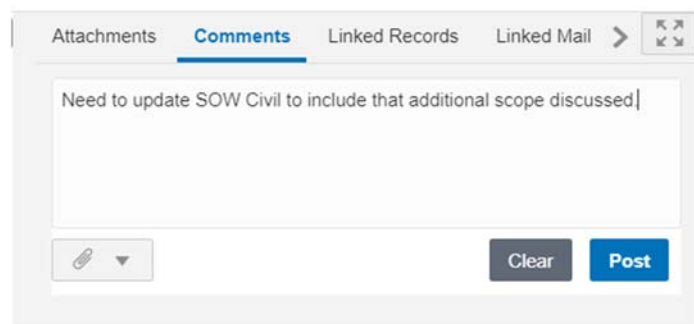 Attachments Comments Linked Records Linked Mail
Need to update SOW Civil to include that additional scope discussed.
Clear Post